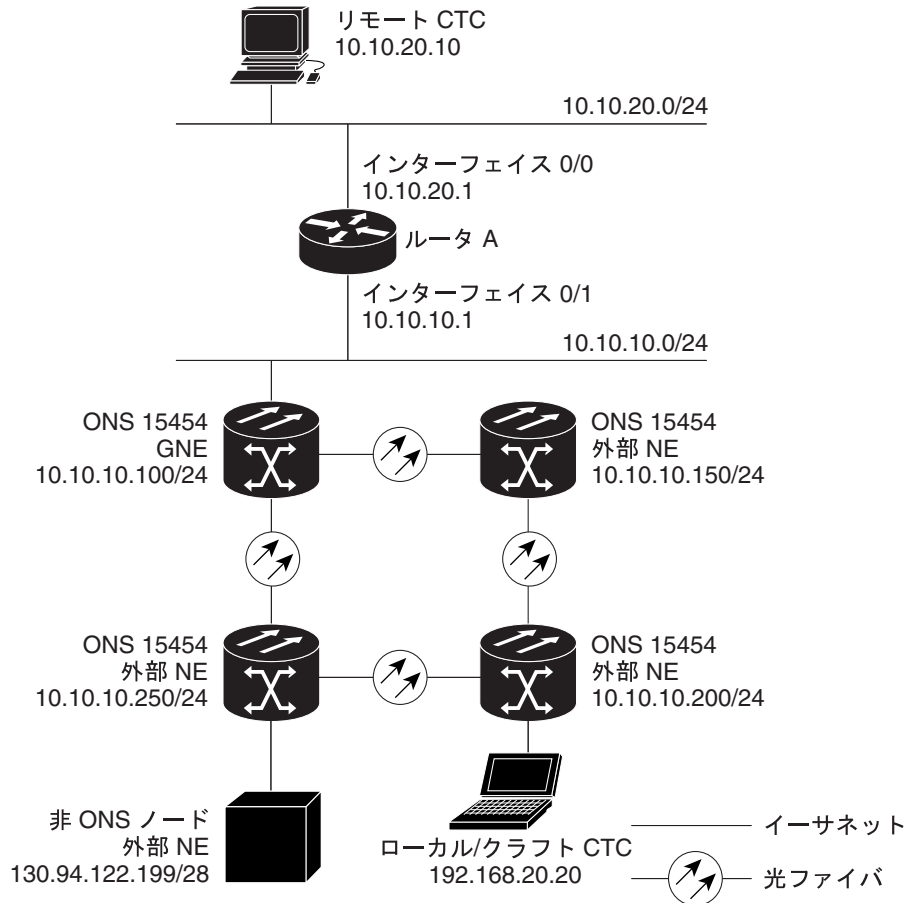 リモート CTC
10.10.20.10
10.10.20.0/24
インターフェイス 0/0
10.10.20.1
ルータ A
インターフェイス 0/1
10.10.10.1
10.10.10.0/24
ONS 15454
GNE
10.10.10.100/24
ONS 15454
外部 NE
10.10.10.150/24
ONS 15454
外部 NE
10.10.10.250/24
ONS 15454
外部 NE
10.10.10.200/24
非 ONS ノード
外部 NE
130.94.122.199/28
ローカル/クラフト CTC
192.168.20.20
イーサネット
光ファイバ